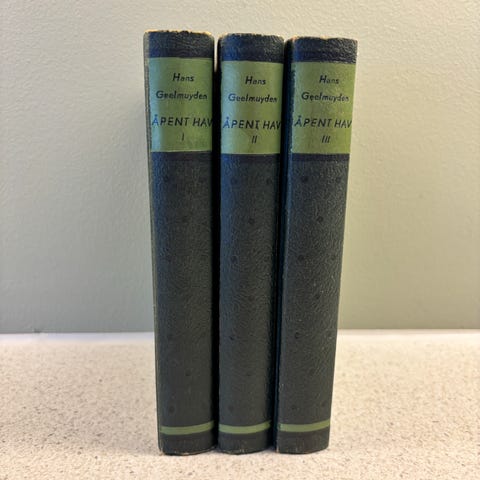 Hans
Geelmuyden
ÅPENT HAV
I
Hans
Geelmuyden
ÅPENT HAV
II
Hans
Geelmuyden
ÅPENT HAV
III